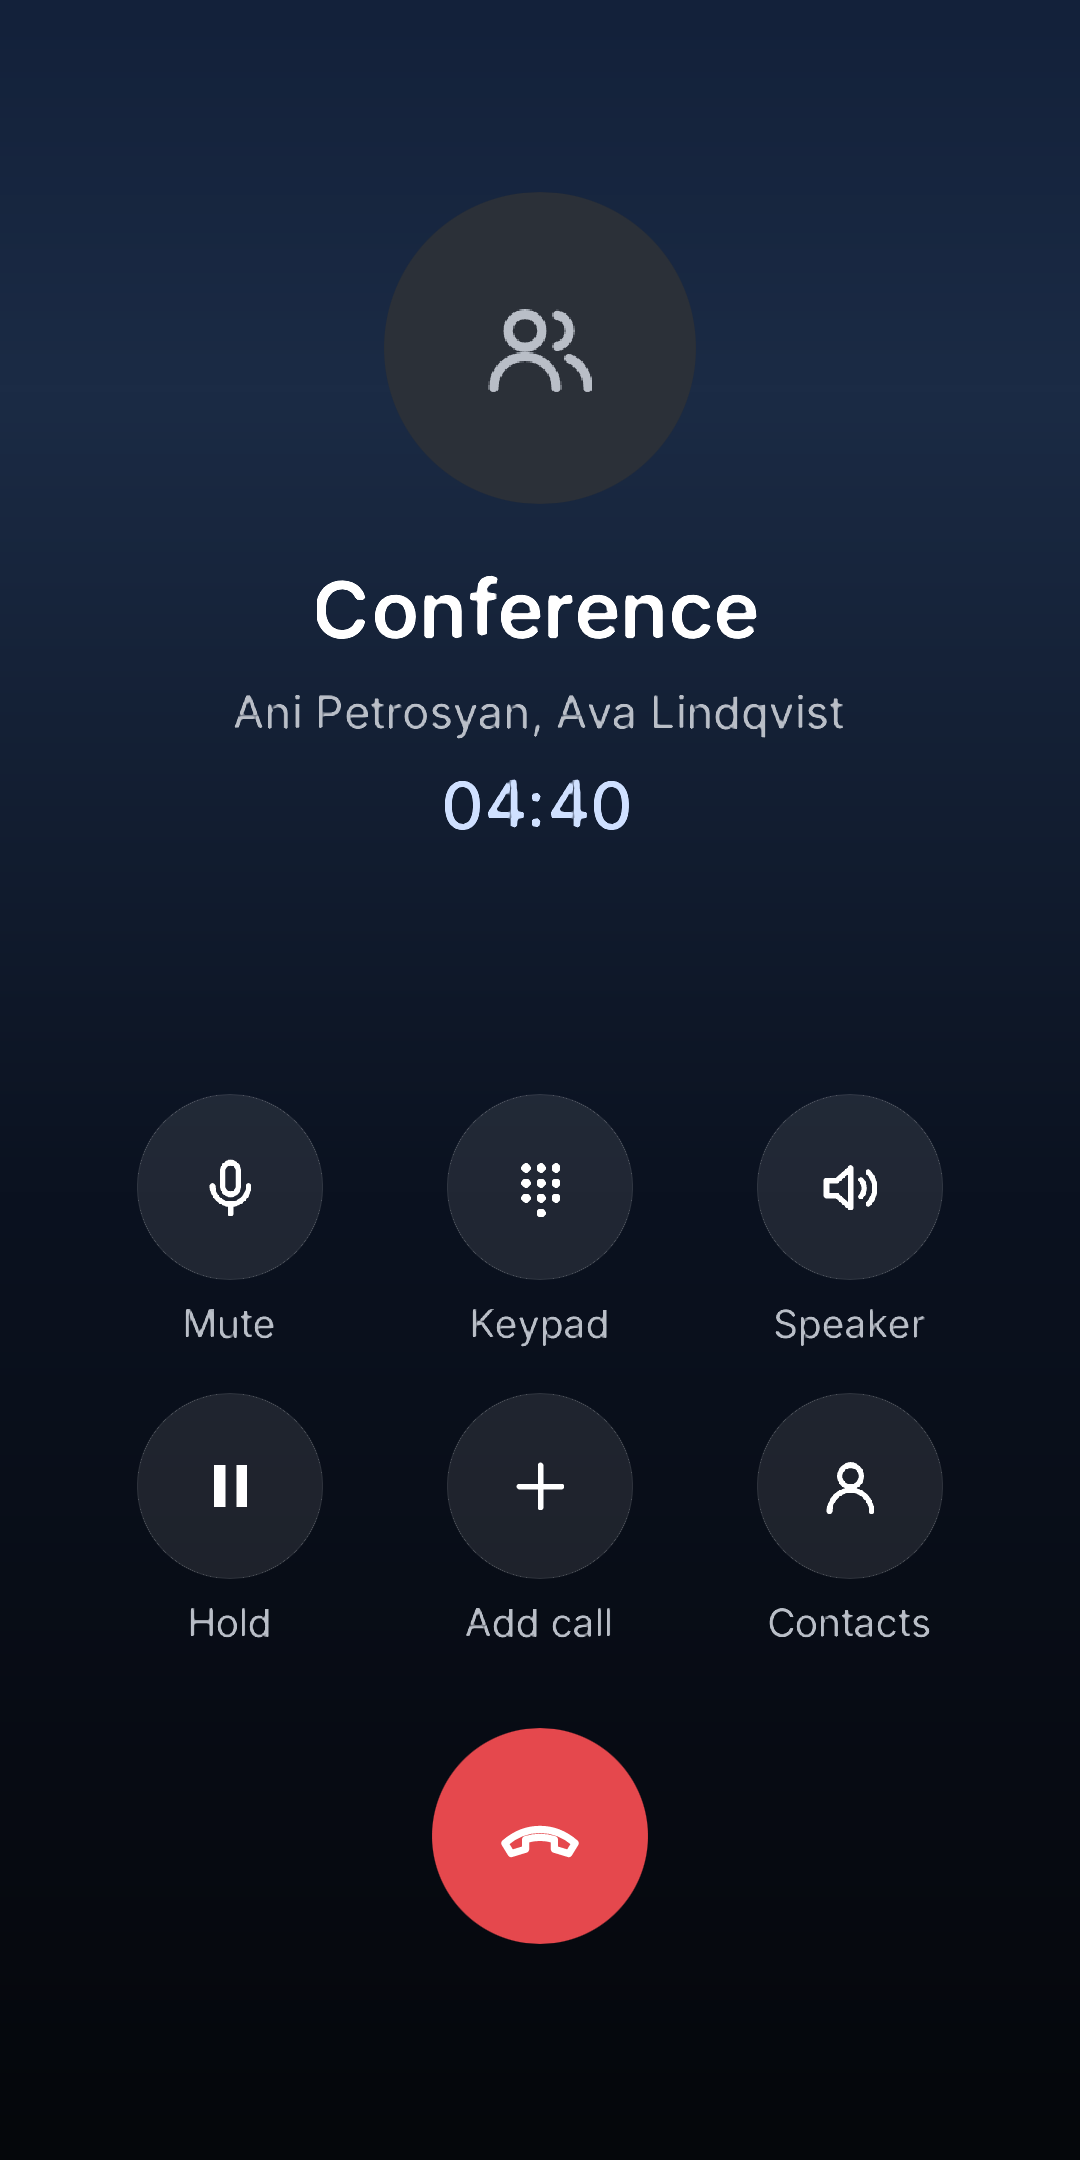 Conference
Ani Petrosyan, Ava Lindqvist
04:40
Mute
Keypad
Speaker
Hold
Add call
Contacts